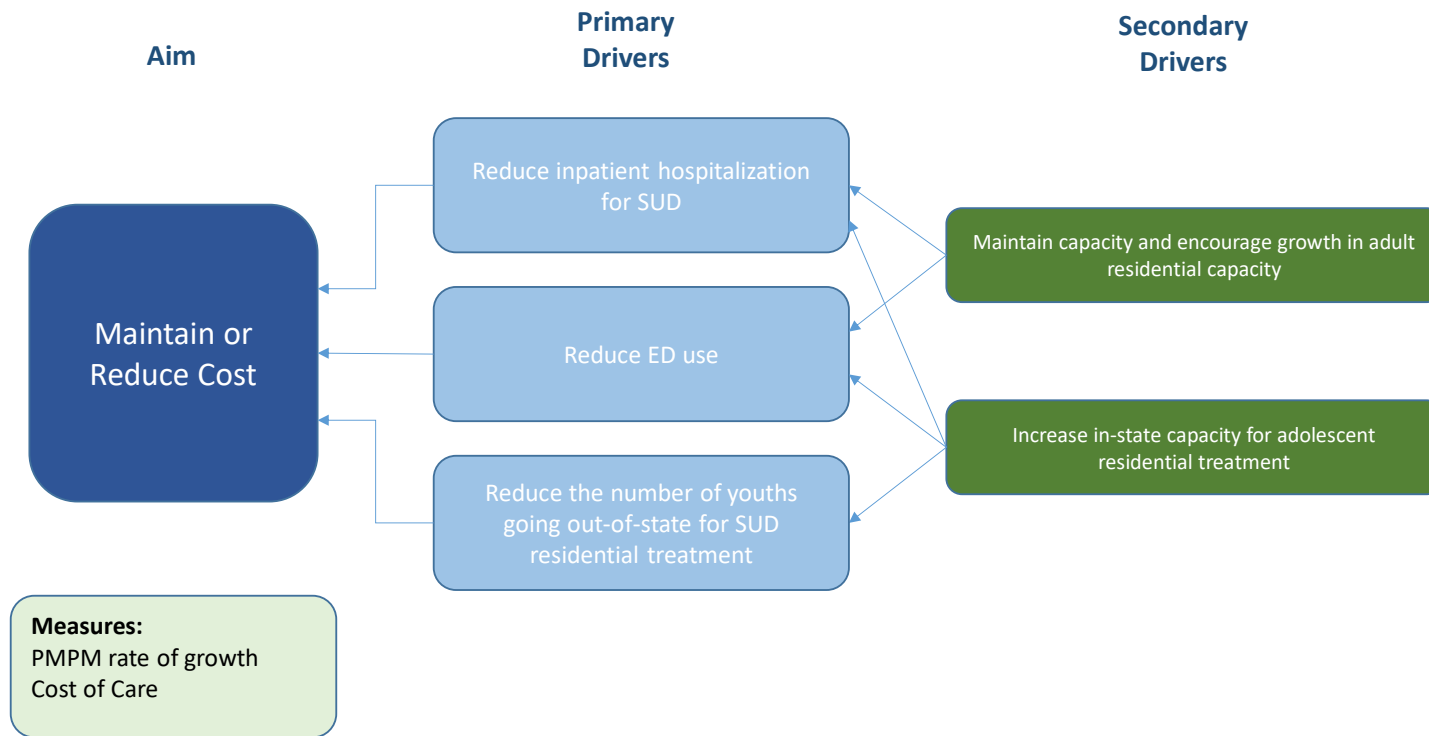 Aim
Primary
Drivers
Secondary
Drivers
Maintain or
Reduce Cost
Reduce inpatient hospitalization
for SUD
Reduce ED use
Reduce the number of youths
going out-of-state for SUD
residential treatment
Maintain capacity and encourage growth in adult
residential capacity
Increase in-state capacity for adolescent
residential treatment
Measures:
PMPM rate of growth
Cost of Care